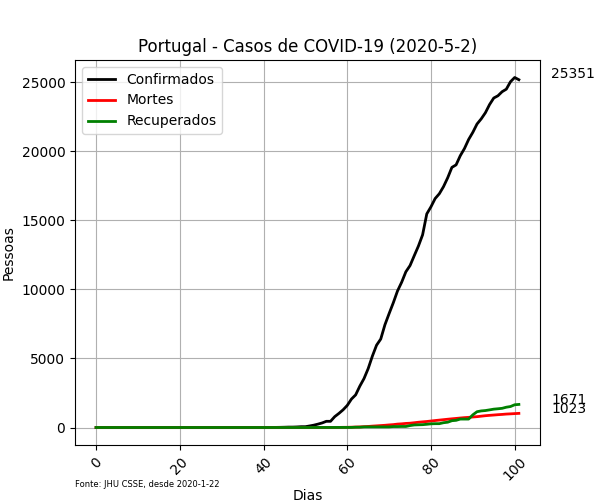 Portugal - Casos de COVID-19 (2020-5-2)
Confirmados
Mortes
Recuperados
25351
25000
20000
15000
10000
5000
0
1671
1023
Pessoas
0
20
40
60
80
100
Fonte: JHU CSSE, desde 2020-1-22
Dias